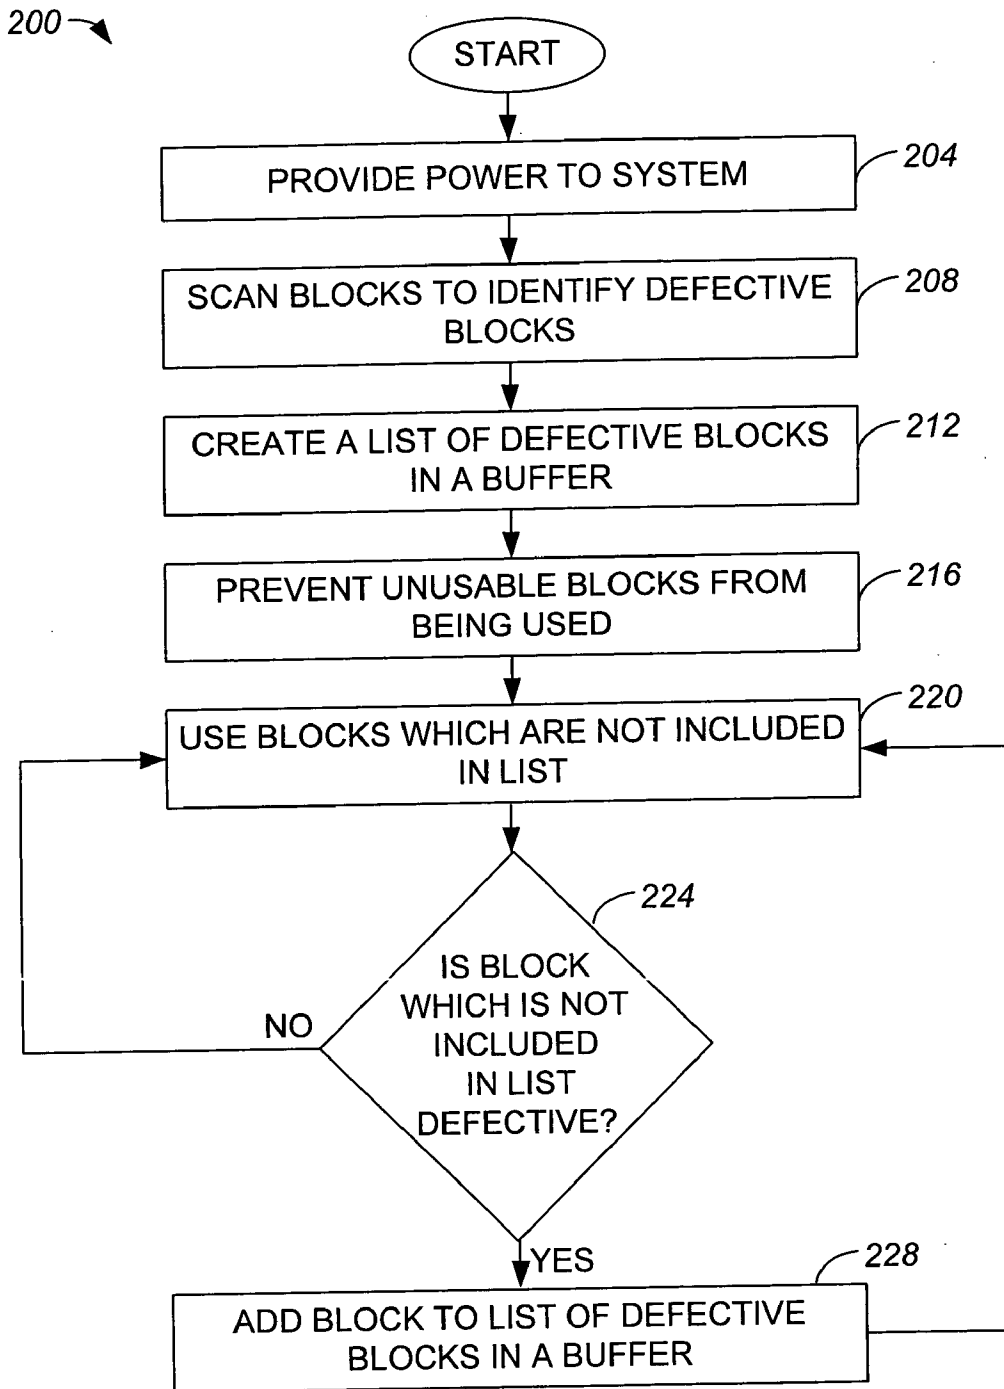 200
START
PROVIDE POWER TO SYSTEM
204
SCAN BLOCKS TO IDENTIFY DEFECTIVE
BLOCKS
208
CREATE A LIST OF DEFECTIVE BLOCKS
IN A BUFFER
212
PREVENT UNUSABLE BLOCKS FROM
BEING USED
216
USE BLOCKS WHICH ARE NOT INCLUDED
IN LIST
220
224
IS BLOCK
WHICH IS NOT
INCLUDED
IN LIST
DEFECTIVE?
NO
YES
228
ADD BLOCK TO LIST OF DEFECTIVE
BLOCKS IN A BUFFER